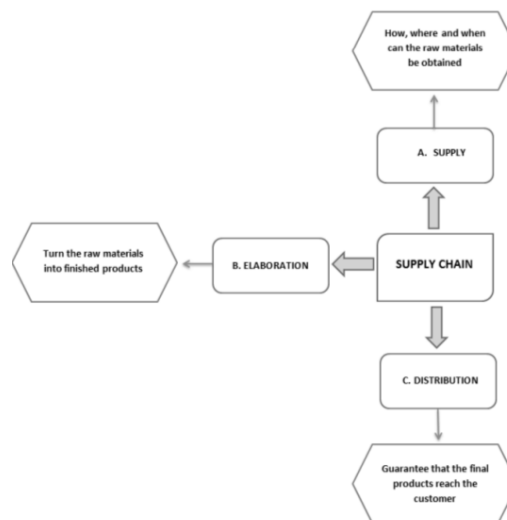 How, where and when
can the raw materials
be obtained
A. SUPPLY
Turn the raw materials
into finished products
B. ELABORATION
SUPPLY CHAIN
C. DISTRIBUTION
Guarantee that the final
products reach the
customer